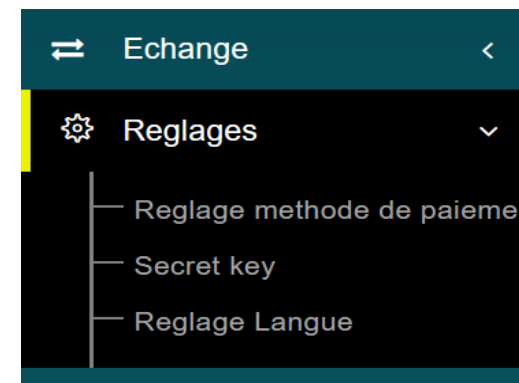 Echange
Reglages
Reglage methode de paieme
Secret key
Reglage Langue